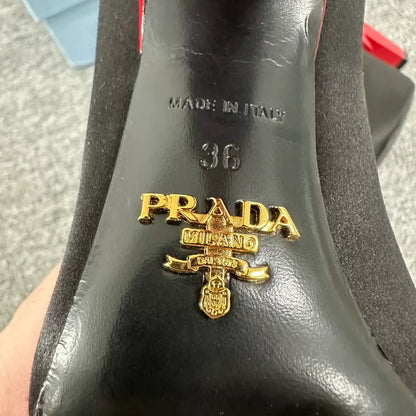 MADE IN ITALY
36
PRADA
MILANO
DAL 1913